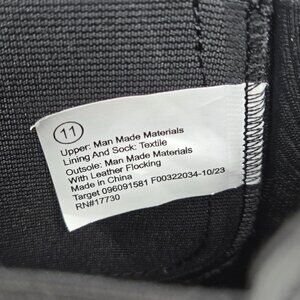 11
Upper: Man Made Materials
Lining And Sock: Textile
Outsole: Man Made Materials
With Leather Flocking
Made in China
Target 096091581 F00322034-10/23
RN#17730